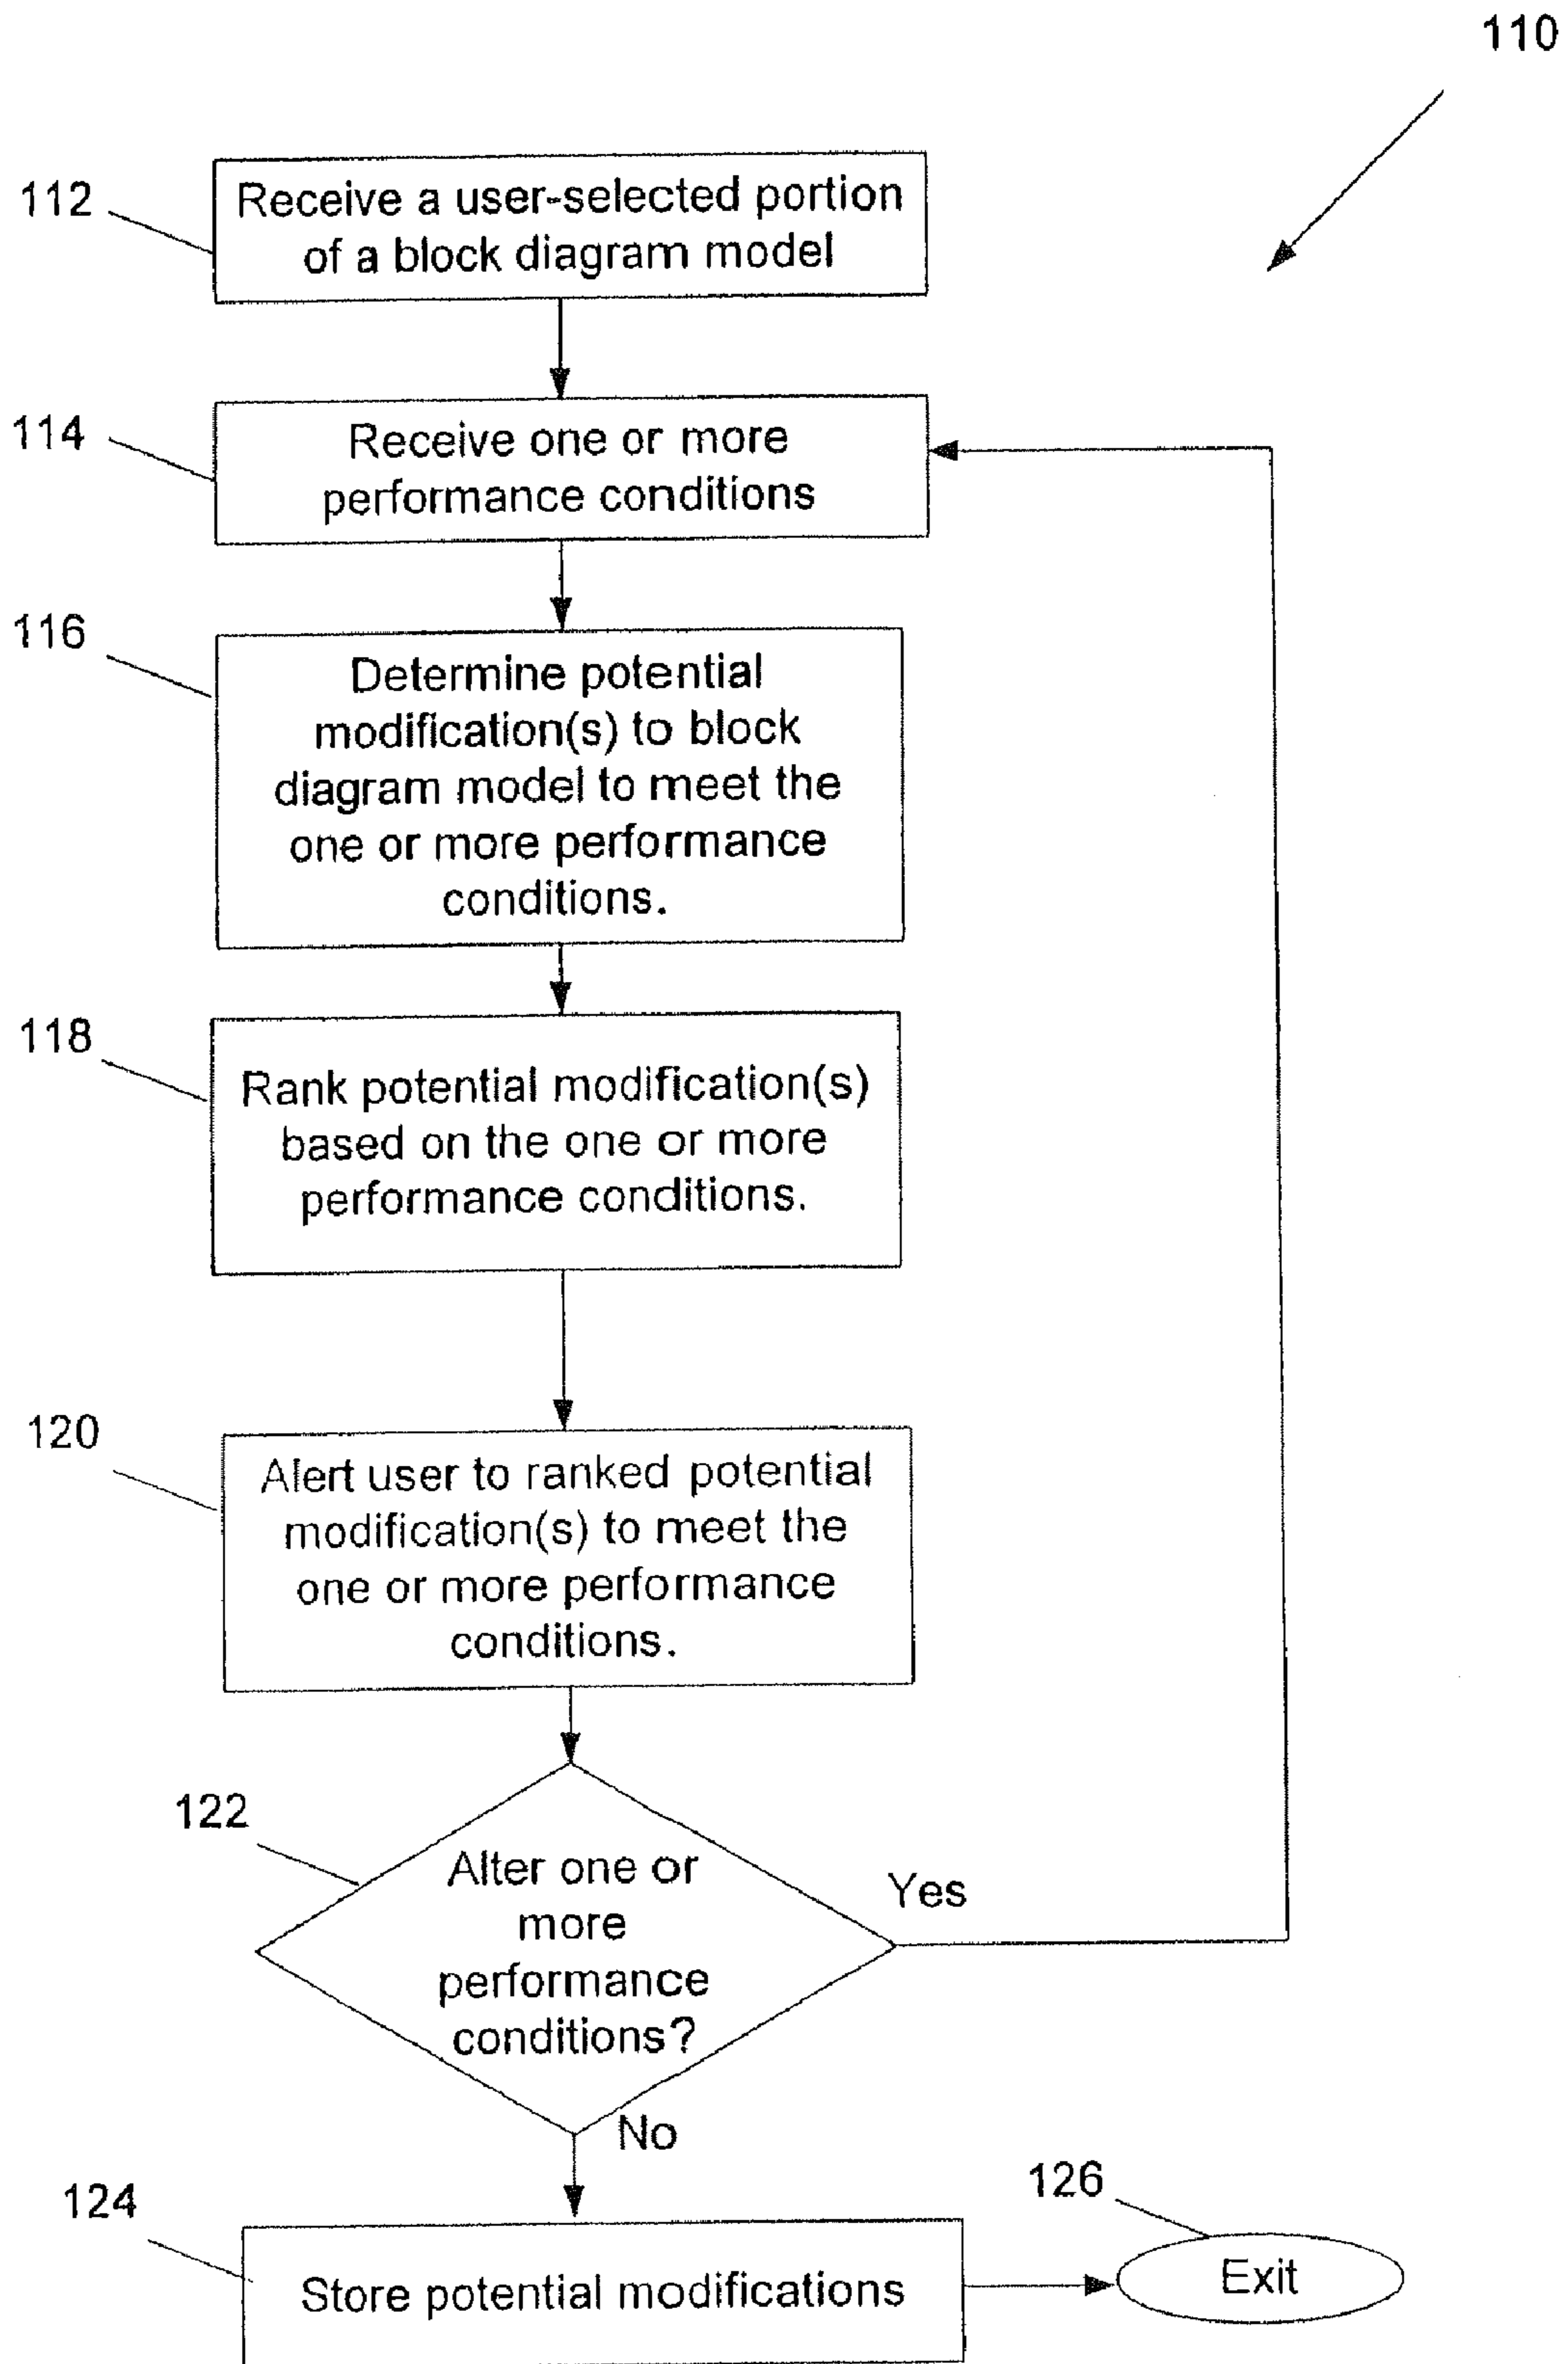 110
112
Receive a user-selected portion
of a block diagram model
114
Receive one or more
performance conditions
116
Determine potential
modification(s) to block
diagram model to meet the
one or more performance
conditions.
118
Rank potential modification(s)
based on the one or more
performance conditions.
120
Alert user to ranked potential
modification(s) to meet the
one or more performance
conditions.
122
Alter one or
more
performance
conditions?
Yes
No
124
Store potential modifications
126
Exit